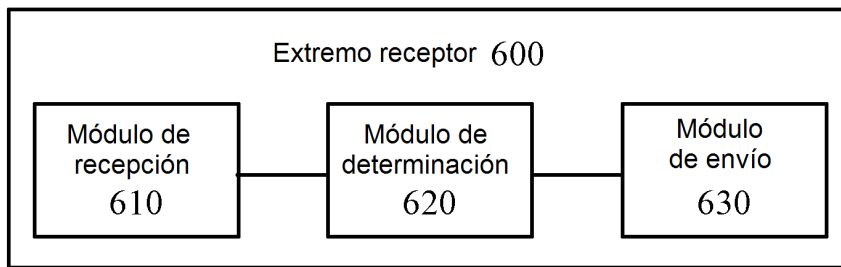 Extremo receptor 600
Módulo de
recepción
610
Módulo de
determinación
620
Módulo
de envío
630